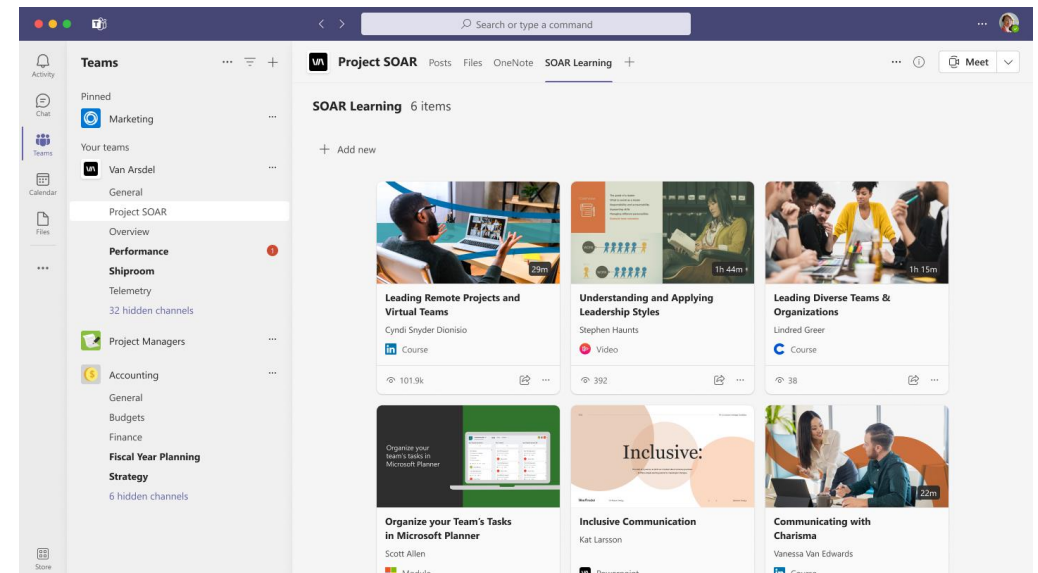 Search or type a command
Activity
Chat
Teams
Calendar
Files
Store
Teams
Pinned
Marketing
Your teams
Van Arsdel
General
Project SOAR
Overview
Performance
1
Shiproom
Telemetry
32 hidden channels
Project Managers
Accounting
General
Budgets
Finance
Fiscal Year Planning
Strategy
6 hidden channels
Project SOAR Posts Files OneNote SOAR Learning
Meet
SOAR Learning 6 items
Add new
29m
Leading Remote Projects and
Virtual Teams
Cyndi Snyder Dionisio
in Course
101.9k
1h 44m
Understanding and Applying
Leadership Styles
Stephen Haunts
Video
392
1h 15m
Leading Diverse Teams &
Organizations
Lindred Greer
C Course
38
Organize your
team's tasks in
Microsoft Planner
Organize your Team's Tasks
in Microsoft Planner
Scott Allen
Module
Inclusive:
Inclusive Communication
Kat Larsson
Powerpoint
22m
Communicating with
Charisma
Vanessa Van Edwards
in Course